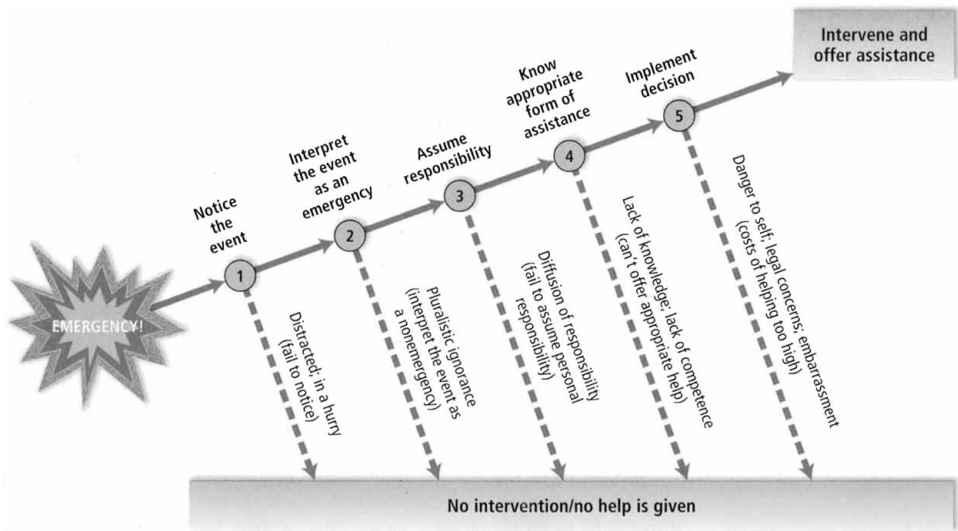 Intervene and
offer assistance
Implement
decision
Know
appropriate
form of
assistance
Assume
responsibility
Interpret
the event
as an
emergency
Notice
the
event
EMERGENCY!
1
2
3
4
5
Distracted; in a hurry
(fail to notice)
Pluralistic ignorance
(interpret the event as
a nonemergency)
Diffusion of responsibility
(fail to assume personal
responsibility)
Lack of knowledge; lack of competence
(can't offer appropriate help)
Danger to self; legal concerns; embarrassment
(costs of helping too high)
No intervention/no help is given